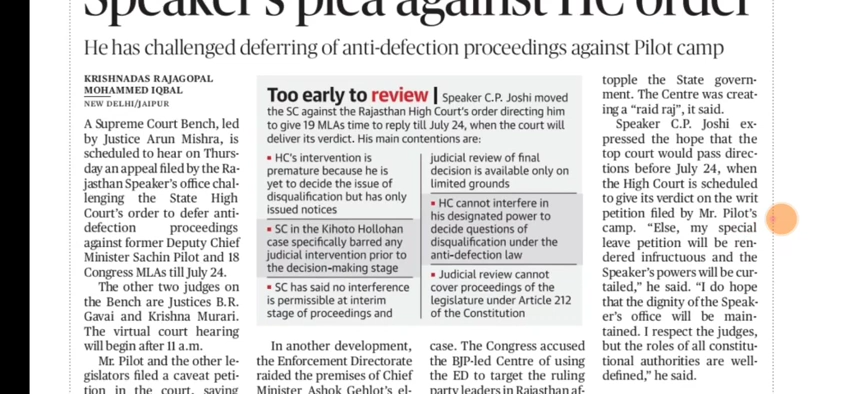 Speaker's plea against HC order
He has challenged deferring of anti-defection proceedings against Pilot camp
KRISHNADAS RAJAGOPAL
MOHAMMED IQBAL
NEW DELHI/JAIPUR
A Supreme Court Bench, led
by Justice Arun Mishra, is
scheduled to hear on Thurs-
day an appeal filed by the Ra-
jasthan Speaker's office chal-
lenging the State High
Court's order to defer anti-
defection proceedings
against former Deputy Chief
Minister Sachin Pilot and 18
Congress MLAs till July 24.
The other two judges on
the Bench are Justices B.R.
Gavai and Krishna Murari.
The virtual court hearing
will begin after 11 a.m.
Mr. Pilot and the other le-
gislators filed a caveat peti-
tion in the court, saying
Too early to review | Speaker C.P. Joshi moved
the SC against the Rajasthan High Court's order directing him
to give 19 MLAs time to reply till July 24, when the court will
deliver its verdict. His main contentions are:
▪ HC's intervention is
premature because he is
yet to decide the issue of
disqualification but has only
issued notices
▪ SC in the Kihoto Hollohan
case specifically barred any
judicial intervention prior to
the decision-making stage
▪ SC has said no interference
is permissible at interim
stage of proceedings and
judicial review of final
decision is available only on
limited grounds
▪ HC cannot interfere in
his designated power to
decide questions of
disqualification under the
anti-defection law
▪ Judicial review cannot
cover proceedings of the
legislature under Article 212
of the Constitution
In another development,
the Enforcement Directorate
raided the premises of Chief
Minister Ashok Gehlot's el-
case. The Congress accused
the BJP-led Centre of using
the ED to target the ruling
party leaders in Rajasthan af-
topple the State govern-
ment. The Centre was creat-
ing a “raid raj”, it said.
Speaker C.P. Joshi ex-
pressed the hope that the
top court would pass direc-
tions before July 24, when
the High Court is scheduled
to give its verdict on the writ
petition filed by Mr. Pilot's
camp. “Else, my special
leave petition will be ren-
dered infructuous and the
Speaker's powers will be cur-
tailed,” he said. “I do hope
that the dignity of the Speak-
er's office will be main-
tained. I respect the judges,
but the roles of all constitu-
tional authorities are well-
defined,” he said.